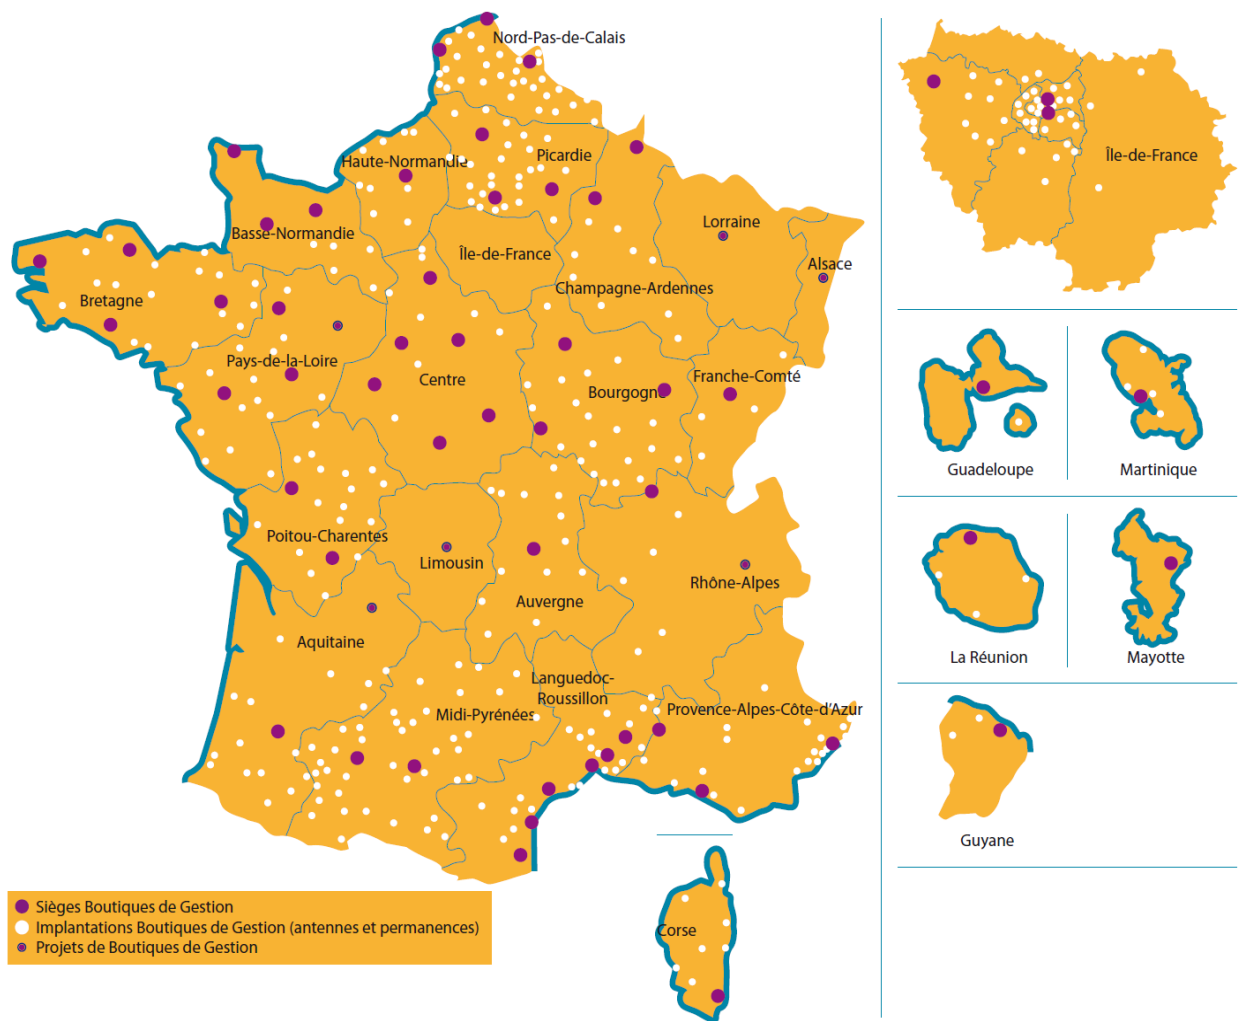 Nord-Pas-de-Calais
Haute-Normandie
Picardie
Basse-Normandie
Île-de-France
Lorraine
Alsace
Bretagne
Champagne-Ardennes
Pays-de-la-Loire
Centre
Bourgogne
Franche-Comté
Poitou-Charentes
Limousin
Auvergne
Rhône-Alpes
Aquitaine
Languedoc-
Roussillon
Midi-Pyrénées
Provence-Alpes-Côte-d'Azur
Corse
Sièges Boutiques de Gestion
Implantations Boutiques de Gestion (antennes et permanences)
Projets de Boutiques de Gestion
Île-de-France
Guadeloupe
Martinique
La Réunion
Mayotte
Guyane